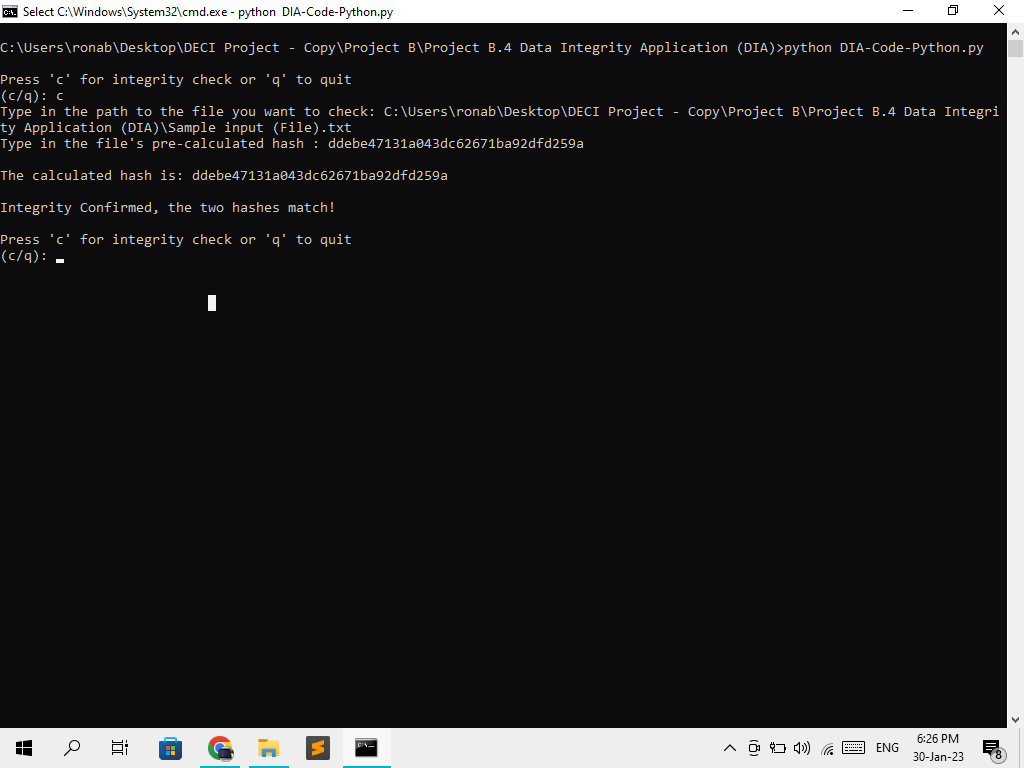 Select C:\Windows\System32\cmd.exe - python  DIA-Code-Python.py
C:\Users\ronab\Desktop\DECI Project - Copy\Project B\Project B.4 Data Integrity Application (DIA)>python DIA-Code-Python.py
Press 'c' for integrity check or 'q' to quit
(c/q): c
Type in the path to the file you want to check: C:\Users\ronab\Desktop\DECI Project - Copy\Project B\Project B.4 Data Integri
ty Application (DIA)\Sample input (File).txt
Type in the file's pre-calculated hash : ddebe47131a043dc62671ba92dfd259a
The calculated hash is: ddebe47131a043dc62671ba92dfd259a
Integrity Confirmed, the two hashes match!
Press 'c' for integrity check or 'q' to quit
(c/q):
ENG
6:26 PM
30-Jan-23
8